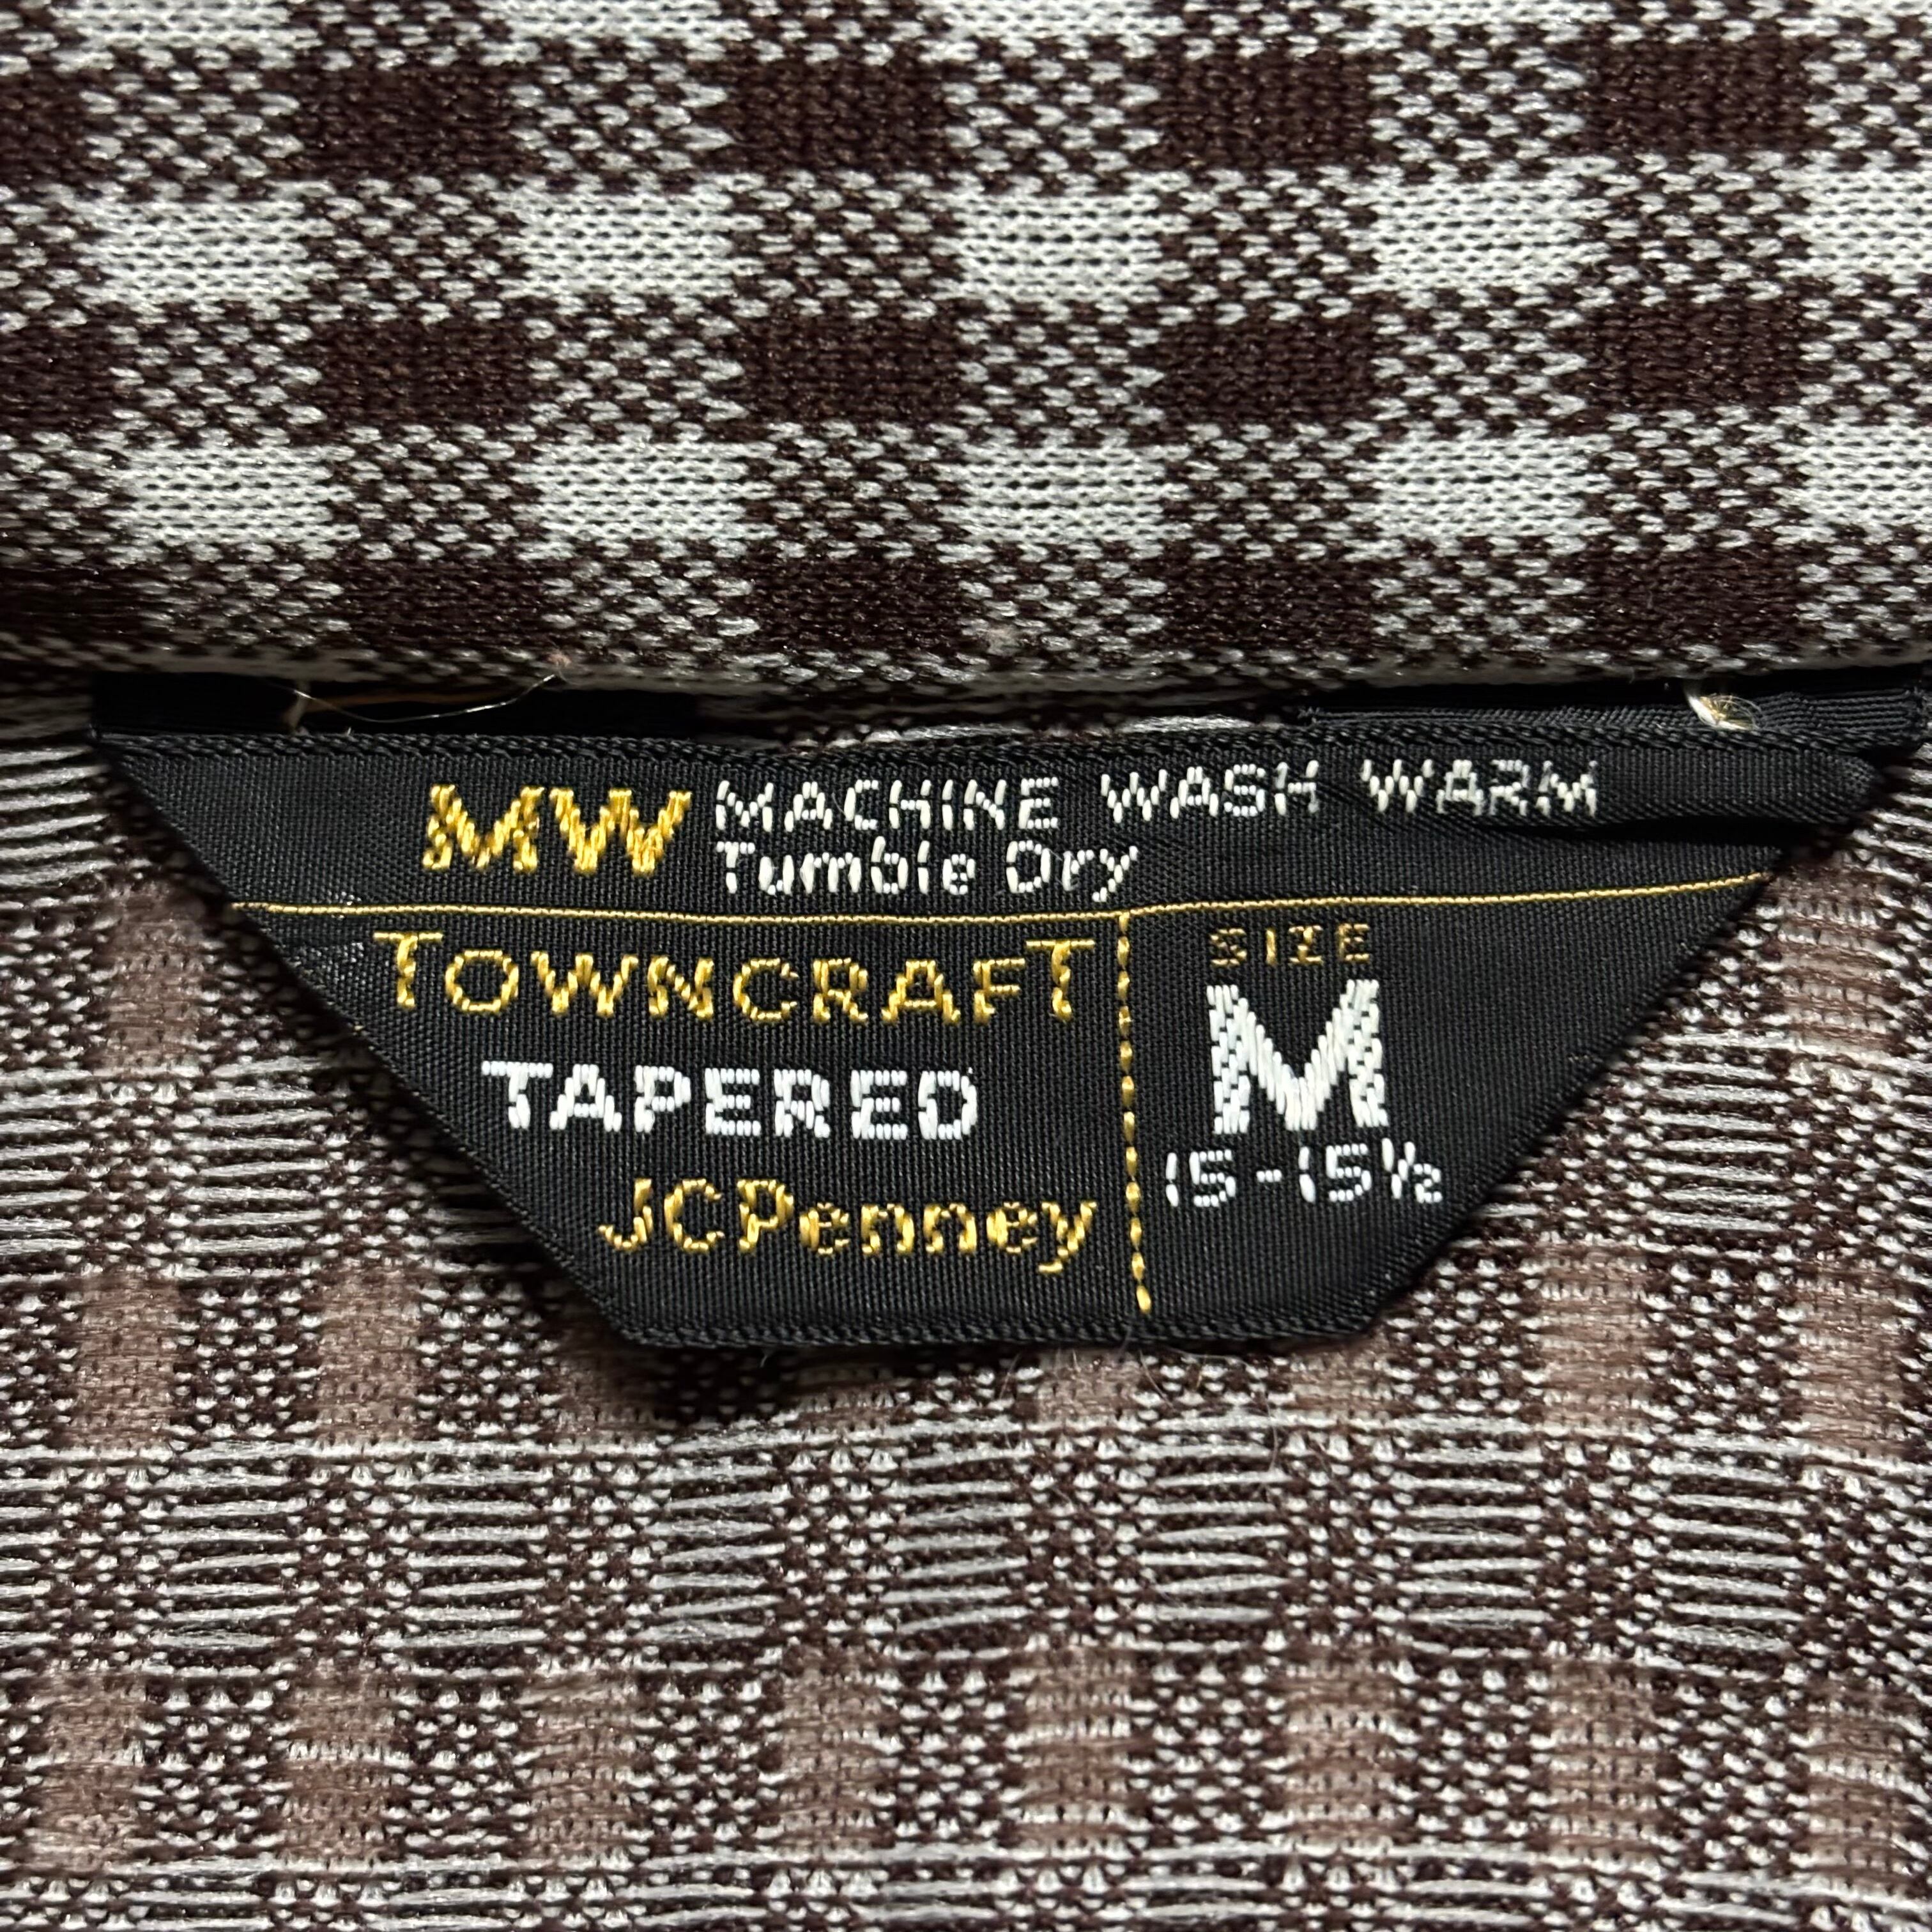 MW MACHINE WASH WARM
Tumble Dry
TOWNCRAFT
TAPERED
JCPenney
SIZE
M
15-15½